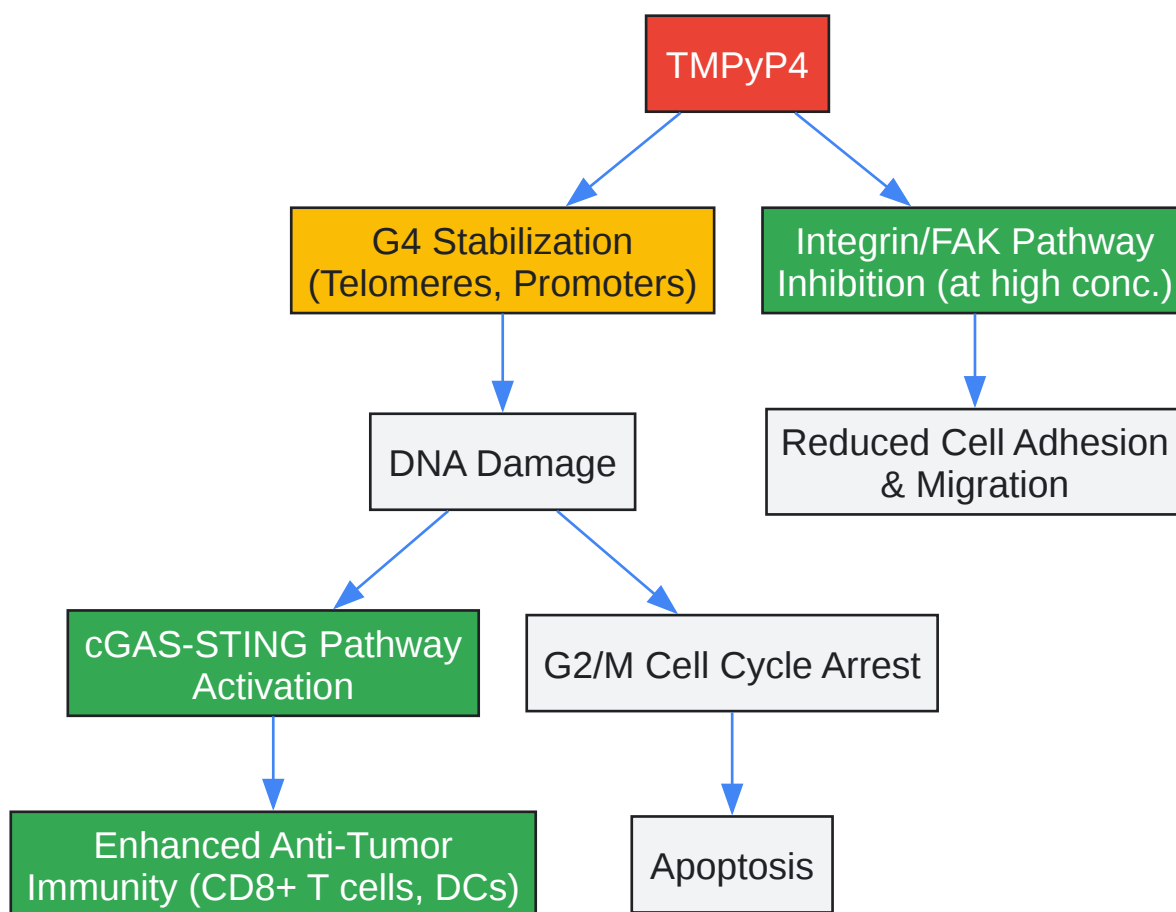 TMPyP4
G4 Stabilization
(Telomeres, Promoters)
Integrin/FAK Pathway
Inhibition (at high conc.)
DNA Damage
Reduced Cell Adhesion
& Migration
cGAS-STING Pathway
Activation
G2/M Cell Cycle Arrest
Enhanced Anti-Tumor
Immunity (CD8+ T cells, DCs)
Apoptosis